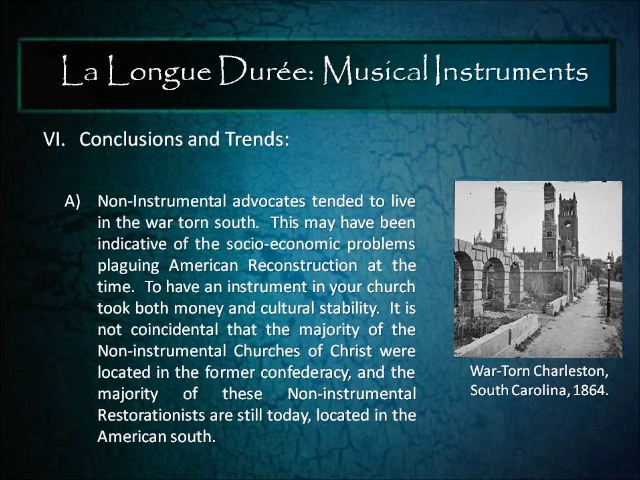 La Longue Durée: Musical Instruments
VI. Conclusions and Trends:
A) Non-Instrumental advocates tended to live
in the war torn south. This may have been
indicative of the socio-economic problems
plaguing American Reconstruction at the
time. To have an instrument in your church
took both money and cultural stability. It is
not coincidental that the majority of the
Non-instrumental Churches of Christ were
located in the former confederacy, and the
majority of these Non-instrumental
Restorationists are still today, located in the
American south.
War-Torn Charleston,
South Carolina, 1864.